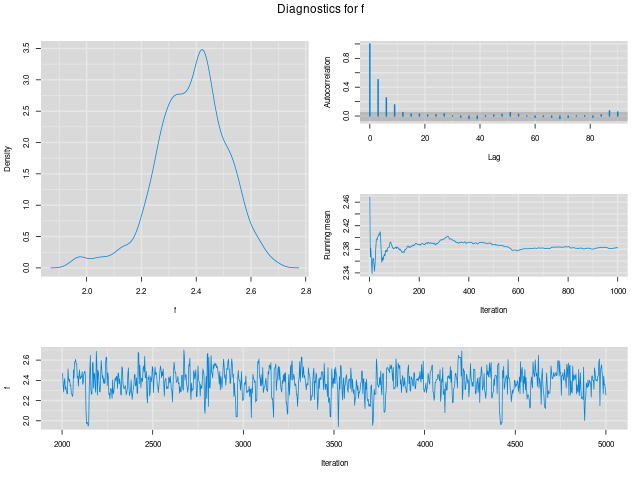 Diagnostics for f
Density
0.0 0.5 1.0 1.5 2.0 2.5 3.0 3.5
2.0 2.2 2.4 2.6 2.8
f
Autocorrelation
0.0 0.4 0.8
0 20 40 60 80
Lag
Running mean
2.34 2.38 2.42 2.46
0 200 400 600 800 1000
Iteration
f
2.0 2.2 2.4 2.6
2000 2500 3000 3500 4000 4500 5000
Iteration